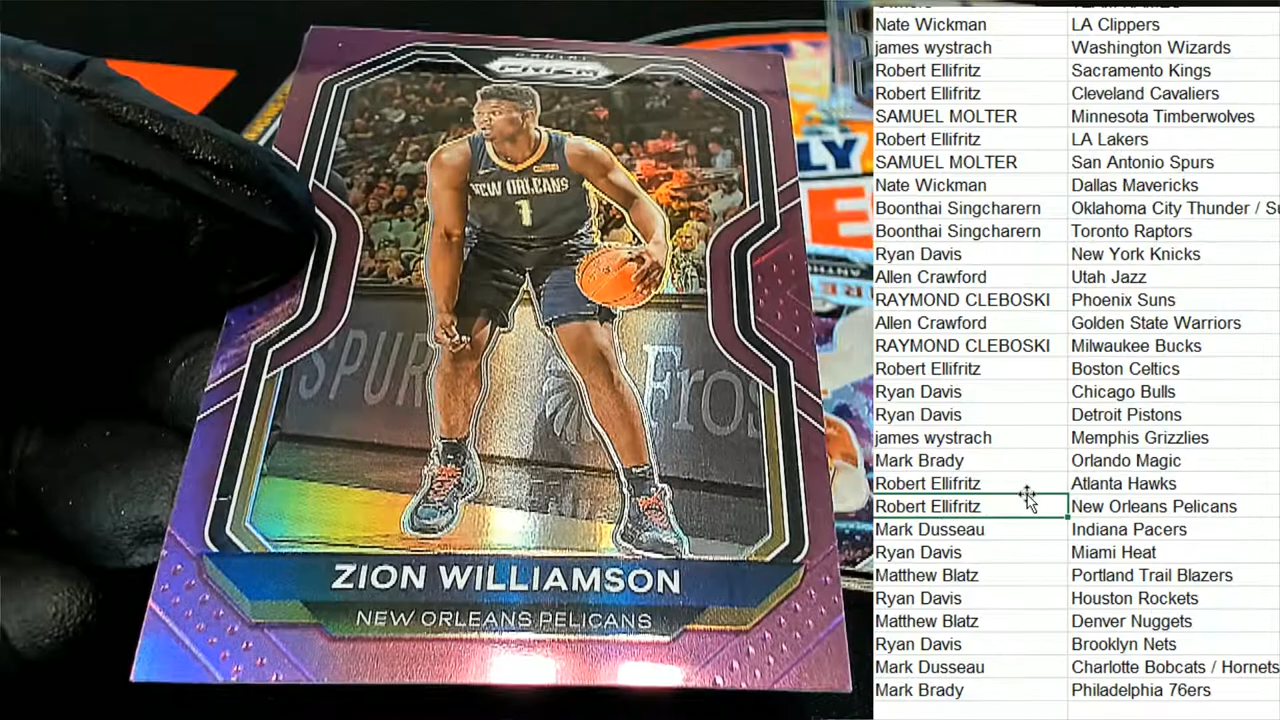 PANINI
PRIZM
NEW ORLEANS
1
SPUR
FROS
ZION WILLIAMSON
NEW ORLEANS PELICANS
LY
Nate Wickman LA Clippers
james wystrach Washington Wizards
Robert Ellifritz Sacramento Kings
Robert Ellifritz Cleveland Cavaliers
SAMUEL MOLTER Minnesota Timberwolves
Robert Ellifritz LA Lakers
SAMUEL MOLTER San Antonio Spurs
Nate Wickman Dallas Mavericks
Boonthai Singcharern Oklahoma City Thunder / S
Boonthai Singcharern Toronto Raptors
Ryan Davis New York Knicks
Allen Crawford Utah Jazz
RAYMOND CLEBOSKI Phoenix Suns
Allen Crawford Golden State Warriors
RAYMOND CLEBOSKI Milwaukee Bucks
Robert Ellifritz Boston Celtics
Ryan Davis Chicago Bulls
Ryan Davis Detroit Pistons
james wystrach Memphis Grizzlies
Mark Brady Orlando Magic
Robert Ellifritz Atlanta Hawks
Robert Ellifritz New Orleans Pelicans
Mark Dusseau Indiana Pacers
Ryan Davis Miami Heat
Matthew Blatz Portland Trail Blazers
Ryan Davis Houston Rockets
Matthew Blatz Denver Nuggets
Ryan Davis Brooklyn Nets
Mark Dusseau Charlotte Bobcats / Hornets
Mark Brady Philadelphia 76ers